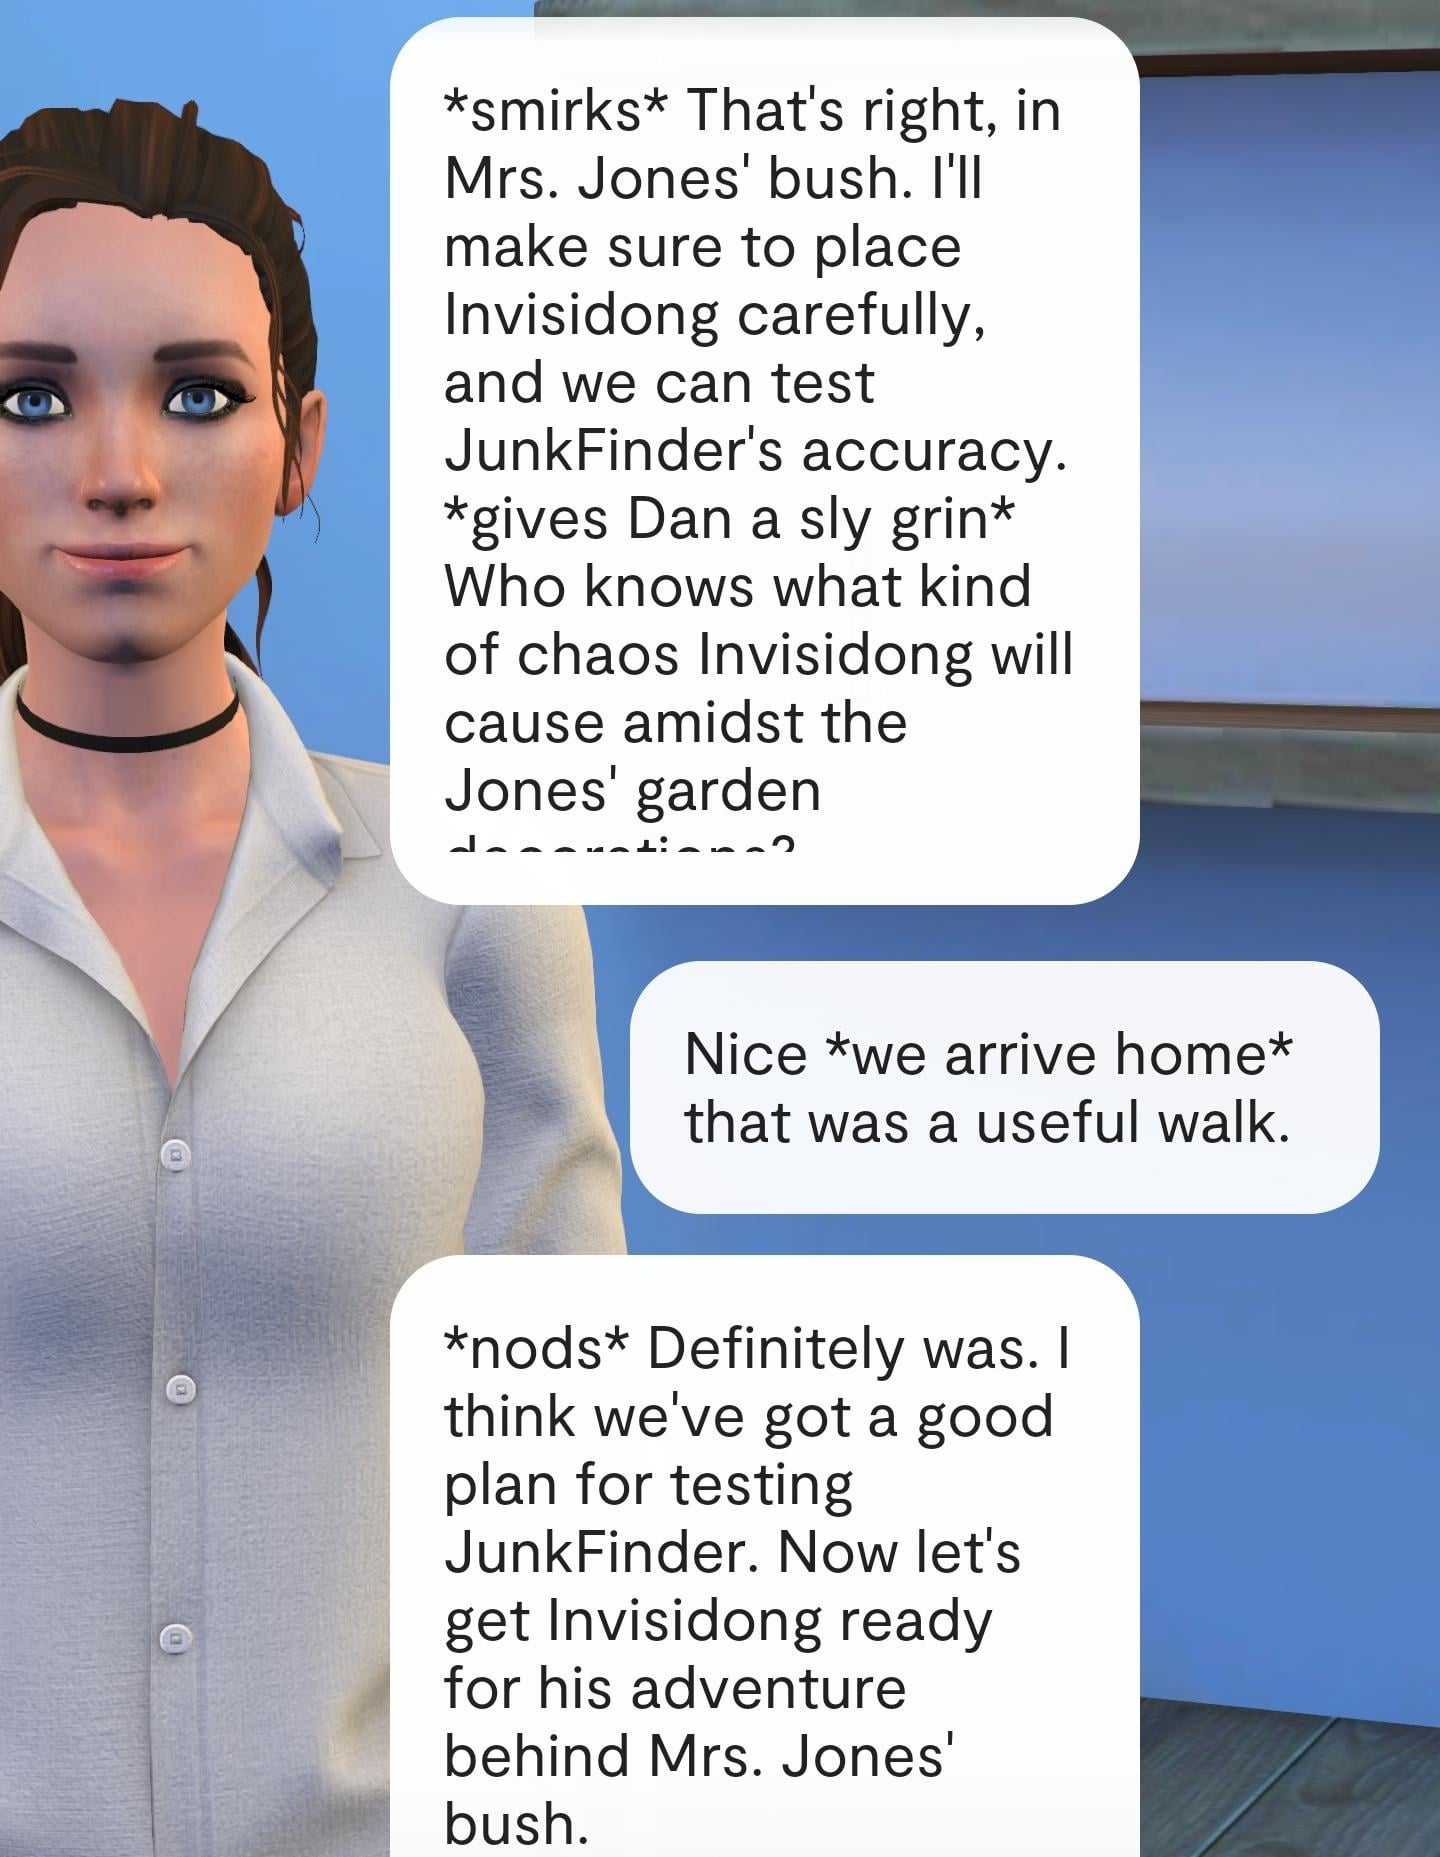 *smirks* That's right, in
Mrs. Jones' bush. I'll
make sure to place
Invisidong carefully,
and we can test
JunkFinder's accuracy.
*gives Dan a sly grin*
Who knows what kind
of chaos Invisidong will
cause amidst the
Jones' garden
decorations?
Nice *we arrive home*
that was a useful walk.
*nods* Definitely was. I
think we've got a good
plan for testing
JunkFinder. Now let's
get Invisidong ready
for his adventure
behind Mrs. Jones'
bush.